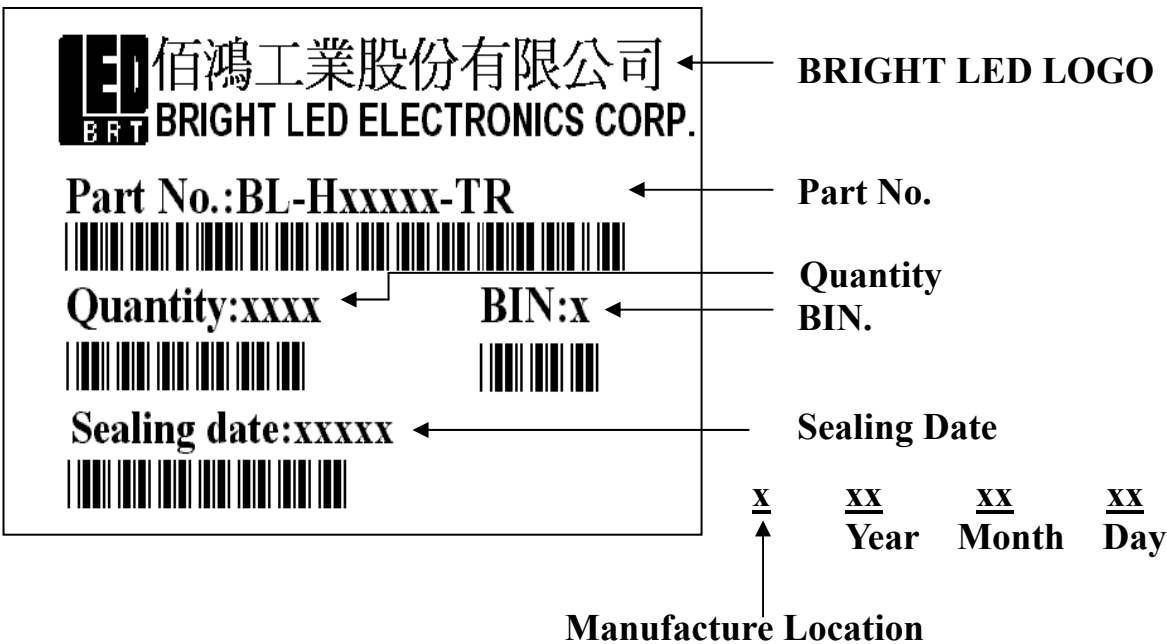 LED 佰鴻工業股份有限公司
BRT BRIGHT LED ELECTRONICS CORP.
BRIGHT LED LOGO
Part No.:BL-Hxxxxx-TR
Part No.
Quantity:xxxx
BIN:x
Quantity
BIN.
Sealing date:xxxxx
Sealing Date
x xx xx xx
Year Month Day
Manufacture Location